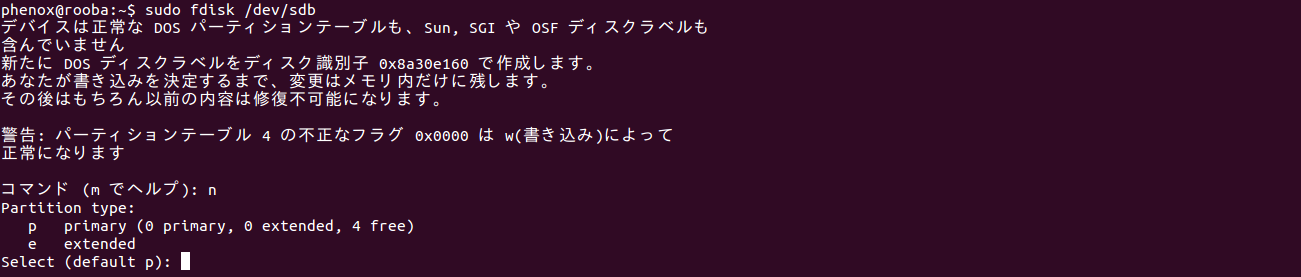 phenox@rooba:~$ sudo fdisk /dev/sdb
デバイスは正常な DOS パーティションテーブルも、Sun, SGI や OSF ディスクラベルも
含んでいません
新たに DOS ディスクラベルをディスク識別子 0x8a30e160 で作成します。
あなたが書き込みを決定するまで、変更はメモリ内だけに残します。
その後はもちろん以前の内容は修復不可能になります。
警告: パーティションテーブル 4 の不正なフラグ 0x0000 は w(書き込み)によって
正常になります
コマンド (m でヘルプ): n
Partition type:
   p   primary (0 primary, 0 extended, 4 free)
   e   extended
Select (default p):